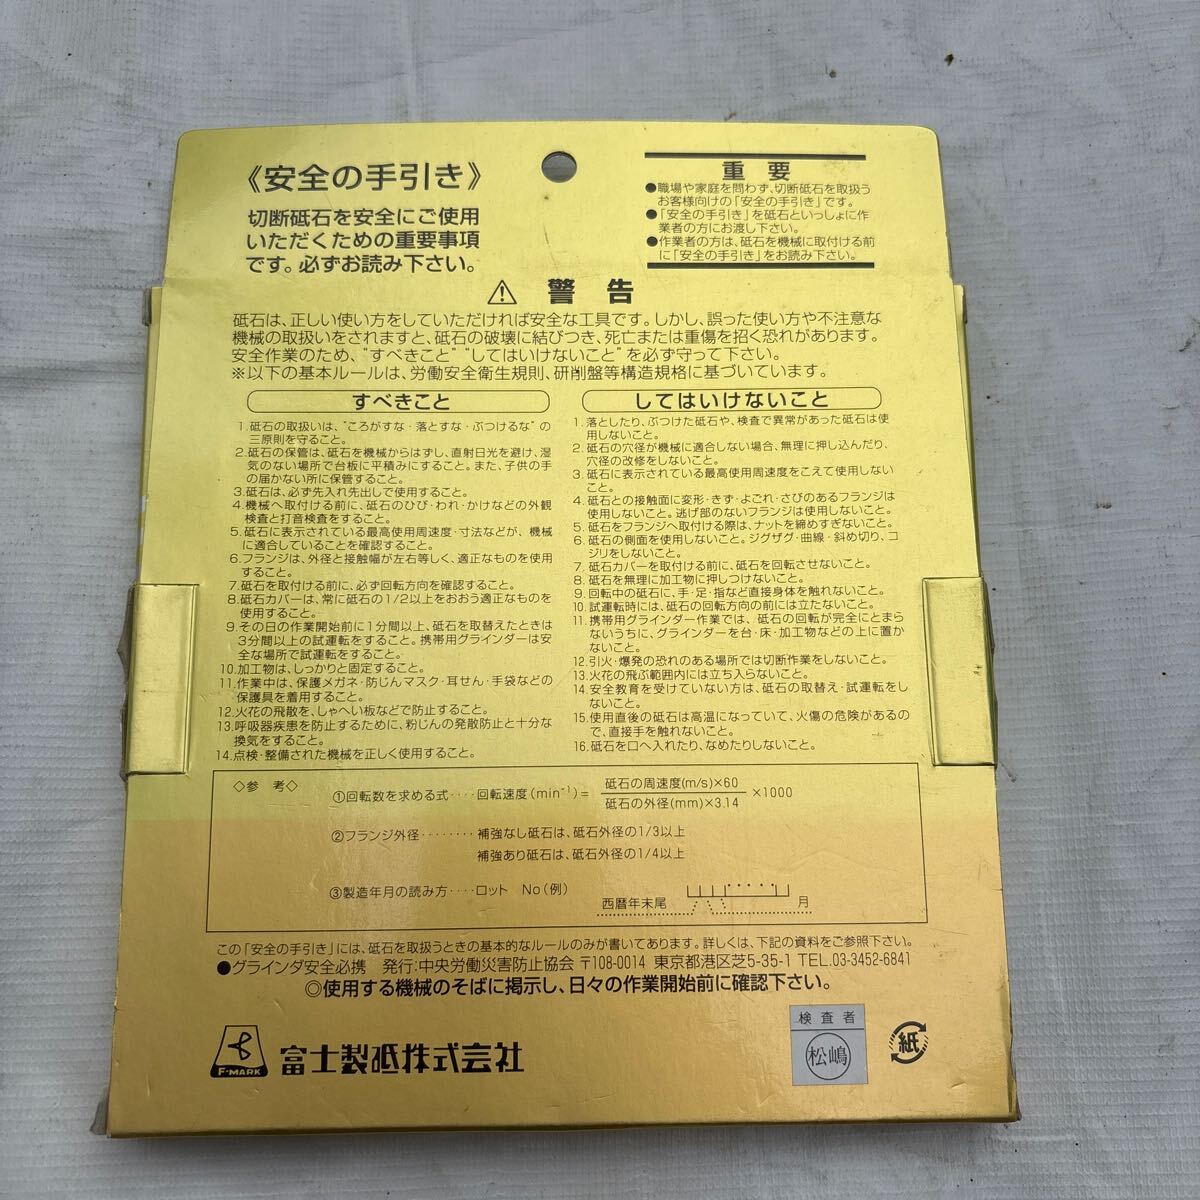 《安全の手引き》
切断砥石を安全にご使用
いただくための重要事項
です。必ずお読み下さい。
重要
●職場や家庭を問わず、切断砥石を取扱う
お客様向けの「安全の手引き」です。
●「安全の手引き」を砥石といっしょに作
業者の方にお渡し下さい。
●作業者の方は、砥石を機械に取付ける前
に「安全の手引き」をお読み下さい。
⚠ 警告
砥石は、正しい使い方をしていただければ安全な工具です。しかし、誤った使い方や不注意な
機械の取扱いをされますと、砥石の破壊に結びつき、死亡または重傷を招く恐れがあります。
安全作業のため、"すべきこと" "してはいけないこと"を必ず守って下さい。
※以下の基本ルールは、労働安全衛生規則、研削盤等構造規格に基づいています。
すべきこと
1.砥石の取扱いは、"ころがすな・落とすな・ぶつけるな"の
三原則を守ること。
2.砥石の保管は、砥石を機械からはずし、直射日光を避け、湿
気のない場所で台板に平積みにすること。また、子供の手
の届かない所に保管すること。
3.砥石は、必ず先入れ先出しで使用すること。
4.機械へ取付ける前に、砥石のひび・われ・かけなどの外観
検査と打音検査をすること。
5.砥石に表示されている最高使用周速度・寸法などが、機械
に適合していることを確認すること。
6.フランジは、外径と接触幅が左右等しく、適正なものを使用
すること。
7.砥石を取付ける前に、必ず回転方向を確認すること。
8.砥石カバーは、常に砥石の1/2以上をおおう適正なものを
使用すること。
9.その日の作業開始前に1分間以上、砥石を取替えたときは
3分間以上の試運転をすること。携帯用グラインダーは安
全な場所で試運転をすること。
10.加工物は、しっかりと固定すること。
11.作業中は、保護メガネ・防じんマスク・耳せん・手袋などの
保護具を着用すること。
12.火花の飛散を、しゃへい板などで防止すること。
13.呼吸器疾患を防止するために、粉じんの発散防止と十分な
換気をすること。
14.点検・整備された機械を正しく使用すること。
してはいけないこと
1.落としたり、ぶつけた砥石や、検査で異常があった砥石は使
用しないこと。
2.砥石の穴径が機械に適合しない場合、無理に押し込んだり、
穴径の改修をしないこと。
3.砥石に表示されている最高使用周速度をこえて使用しない
こと。
4.砥石との接触面に変形・きず・よごれ・さびのあるフランジは
使用しないこと。逃げ部のないフランジは使用しないこと。
5.砥石をフランジへ取付ける際は、ナットを締めすぎないこと。
6.砥石の側面を使用しないこと。ジグザグ・曲線・斜め切り、コ
ジリをしないこと。
7.砥石カバーを取付ける前に、砥石を回転させないこと。
8.砥石を無理に加工物に押しつけないこと。
9.回転中の砥石に、手・足・指など直接身体を触れないこと。
10.試運転時には、砥石の回転方向の前には立たないこと。
11.携帯用グラインダー作業では、砥石の回転が完全にとまら
ないうちに、グラインダーを台・床・加工物などの上に置か
ないこと。
12.引火・爆発の恐れのある場所では切断作業をしないこと。
13.火花の飛ぶ範囲内には立ち入らないこと。
14.安全教育を受けていない方は、砥石の取替え・試運転をし
ないこと。
15.使用直後の砥石は高温になっていて、火傷の危険があるの
で、直接手を触れないこと。
16.砥石を口へ入れたり、なめたりしないこと。
◇参考◇
①回転数を求める式‥‥回転速度(min⁻¹)= 砥石の周速度(m/s)×60 / 砥石の外径(mm)×3.14 ×1000
②フランジ外径‥‥‥‥補強なし砥石は、砥石外径の1/3以上
補強あり砥石は、砥石外径の1/4以上
③製造年月の読み方‥‥ロット No(例)
西暦年末尾 月
この「安全の手引き」には、砥石を取扱うときの基本的なルールのみが書いてあります。詳しくは、下記の資料をご参照下さい。
●グラインダ安全必携 発行:中央労働災害防止協会 〒108-0014 東京都港区芝5-35-1 TEL.03-3452-6841
◎使用する機械のそばに掲示し、日々の作業開始前に確認下さい。
F-MARK
富士製砥株式会社
検査者
松嶋
紙